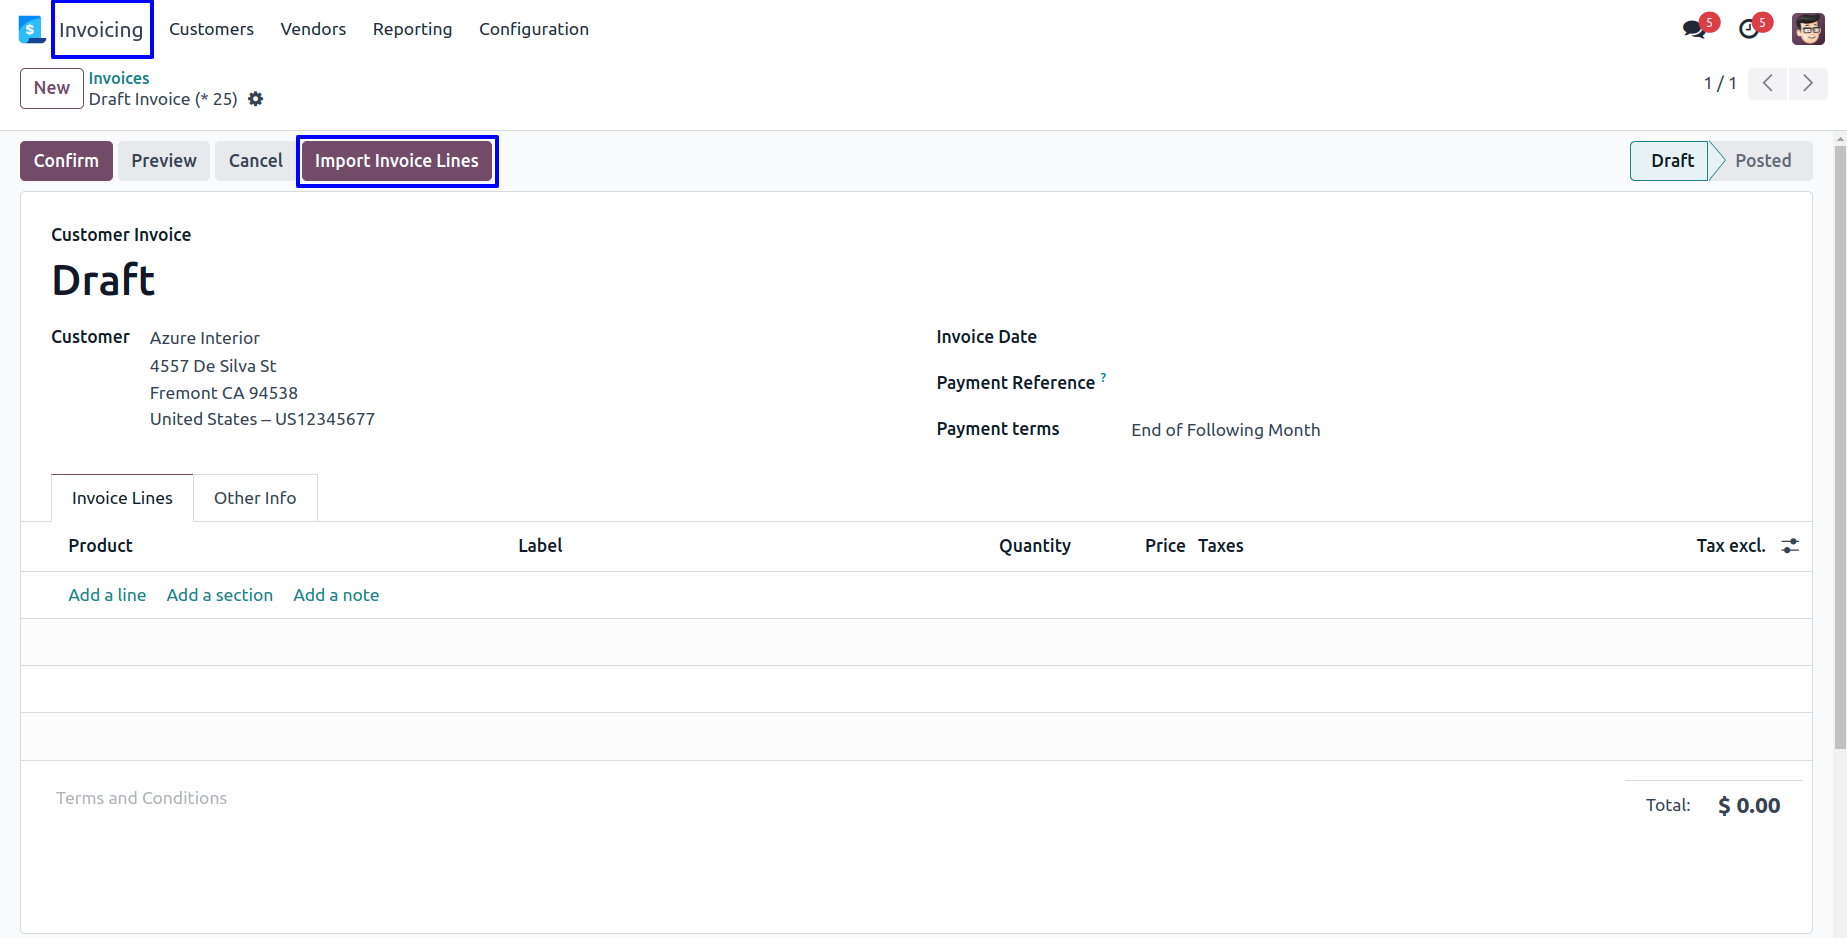 Invoicing Customers Vendors Reporting Configuration 5 5
New Invoices
Draft Invoice (* 25)
1 / 1
Confirm Preview Cancel Import Invoice Lines Draft Posted
Customer Invoice
Draft
Customer Azure Interior Invoice Date
4557 De Silva St
Fremont CA 94538 Payment Reference ?
United States – US12345677
Payment terms End of Following Month
Invoice Lines Other Info
Product Label Quantity Price Taxes Tax excl.
Add a line Add a section Add a note
Terms and Conditions
Total: $ 0.00